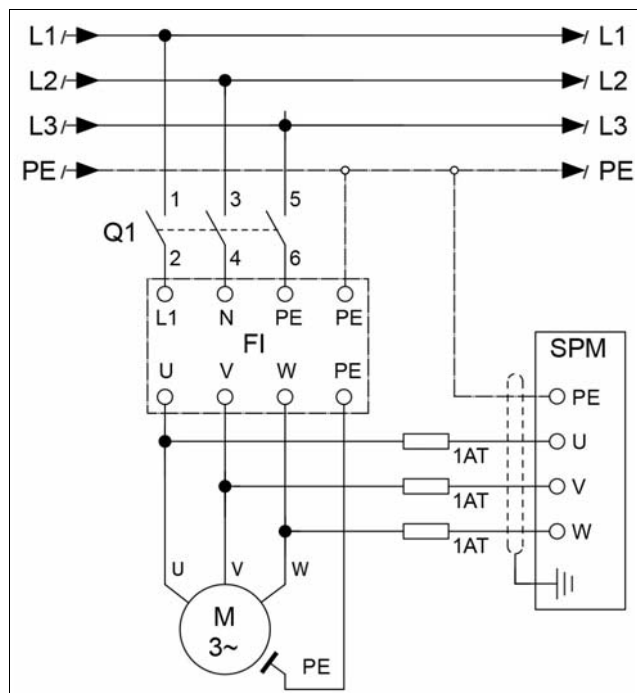 L1 L1
L2 L2
L3 L3
PE PE
1 3 5
Q1
2 4 6
L1 N PE PE
FI
SPM
U V W PE
PE
1AT U
1AT V
1AT W
U V W
M
3~
PE